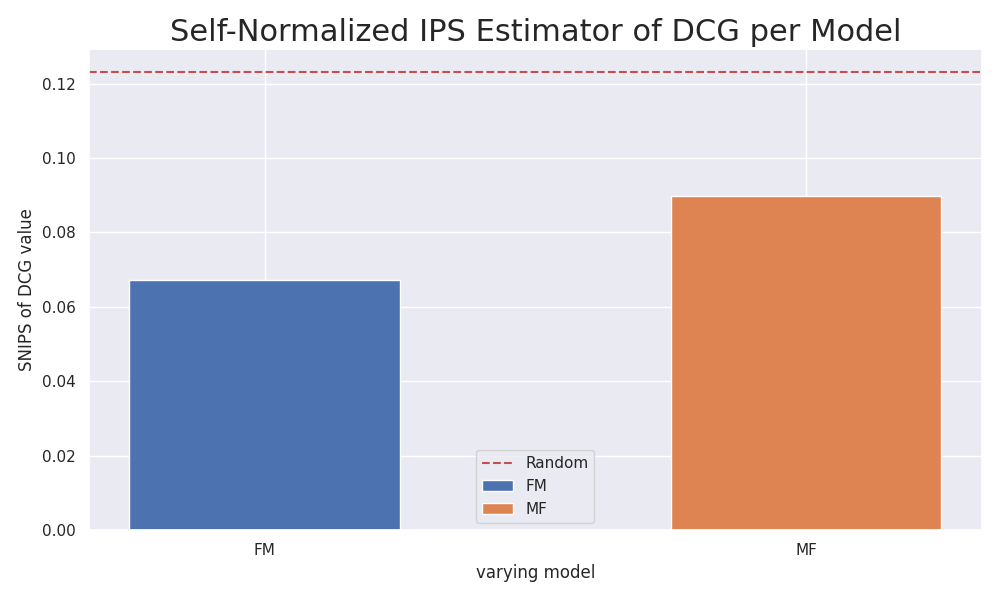 Self-Normalized IPS Estimator of DCG per Model
SNIPS of DCG value
0.12
0.10
0.08
0.06
0.04
0.02
0.00
Random
FM
MF
FM MF
varying model